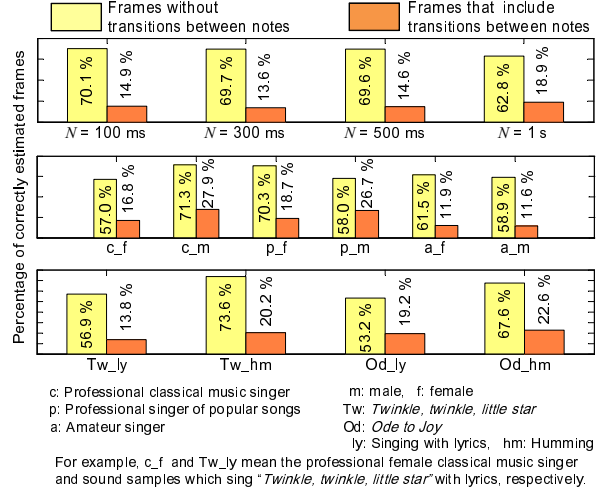 Frames without transitions between notes
Frames that include transitions between notes
Percentage of correctly estimated frames
70.1 % 14.9 % 69.7 % 13.6 % 69.6 % 14.6 % 62.8 % 18.9 %
N = 100 ms N = 300 ms N = 500 ms N = 1 s
57.0 % 16.8 % 71.3 % 27.9 % 70.3 % 18.7 % 58.0 % 26.7 % 61.5 % 11.9 % 58.9 % 11.6 %
c_f c_m p_f p_m a_f a_m
56.9 % 13.8 % 73.6 % 20.2 % 53.2 % 19.2 % 67.6 % 22.6 %
Tw_ly Tw_hm Od_ly Od_hm
c: Professional classical music singer
p: Professional singer of popular songs
a: Amateur singer
m: male, f: female
Tw: Twinkle, twinkle, little star
Od: Ode to Joy
ly: Singing with lyrics, hm: Humming
For example, c_f and Tw_ly mean the professional female classical music singer
and sound samples which sing “Twinkle, twinkle, little star” with lyrics, respectively.